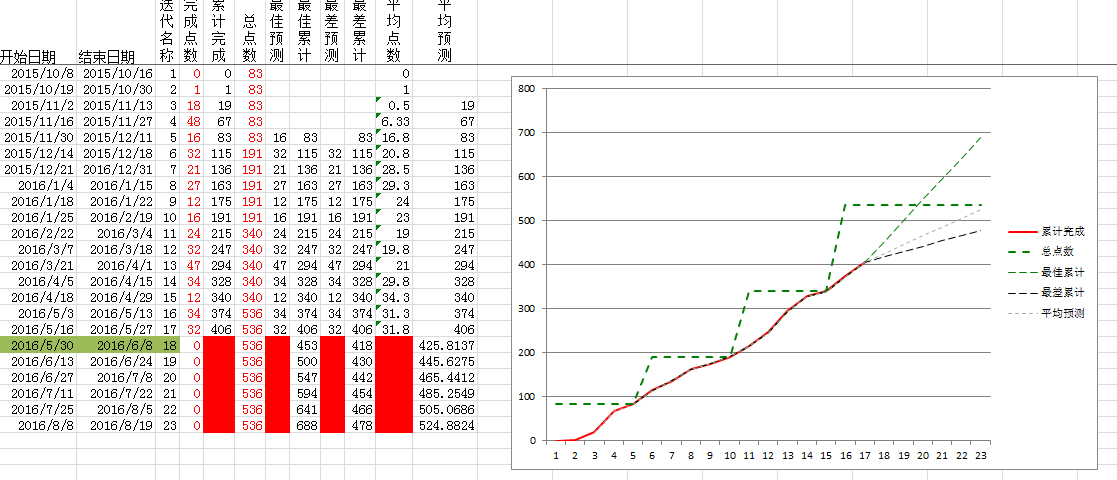 开始日期 结束日期 迭代名称 完成点数 累计完成 总点数 最佳预测 最佳累计 最差预测 最差累计 平均点数 平均预测
2015/10/8 2015/10/16 1 0 0 83 0
2015/10/19 2015/10/30 2 1 1 83 1
2015/11/2 2015/11/13 3 18 19 83 0.5 19
2015/11/16 2015/11/27 4 48 67 83 6.33 67
2015/11/30 2015/12/11 5 16 83 83 16 83 83 16.8 83
2015/12/14 2015/12/18 6 32 115 191 32 115 32 115 20.8 115
2015/12/21 2016/12/31 7 21 136 191 21 136 21 136 28.5 136
2016/1/4 2016/1/15 8 27 163 191 27 163 27 163 29.3 163
2016/1/18 2016/1/22 9 12 175 191 12 175 12 175 24 175
2016/1/25 2016/2/19 10 16 191 191 16 191 16 191 23 191
2016/2/22 2016/3/4 11 24 215 340 24 215 24 215 19 215
2016/3/7 2016/3/18 12 32 247 340 32 247 32 247 19.8 247
2016/3/21 2016/4/1 13 47 294 340 47 294 47 294 21 294
2016/4/5 2016/4/15 14 34 328 340 34 328 34 328 29.8 328
2016/4/18 2016/4/29 15 12 340 340 12 340 12 340 34.3 340
2016/5/3 2016/5/13 16 34 374 536 34 374 34 374 31.3 374
2016/5/16 2016/5/27 17 32 406 536 32 406 32 406 31.8 406
2016/5/30 2016/6/8 18 0 536 453 418 425.8137
2016/6/13 2016/6/24 19 0 536 500 430 445.6275
2016/6/27 2016/7/8 20 0 536 547 442 465.4412
2016/7/11 2016/7/22 21 0 536 594 454 485.2549
2016/7/25 2016/8/5 22 0 536 641 466 505.0686
2016/8/8 2016/8/19 23 0 536 688 478 524.8824
800
700
600
500
400
300
200
100
0
1 2 3 4 5 6 7 8 9 10 11 12 13 14 15 16 17 18 19 20 21 22 23
累计完成
总点数
最佳累计
最差累计
平均预测